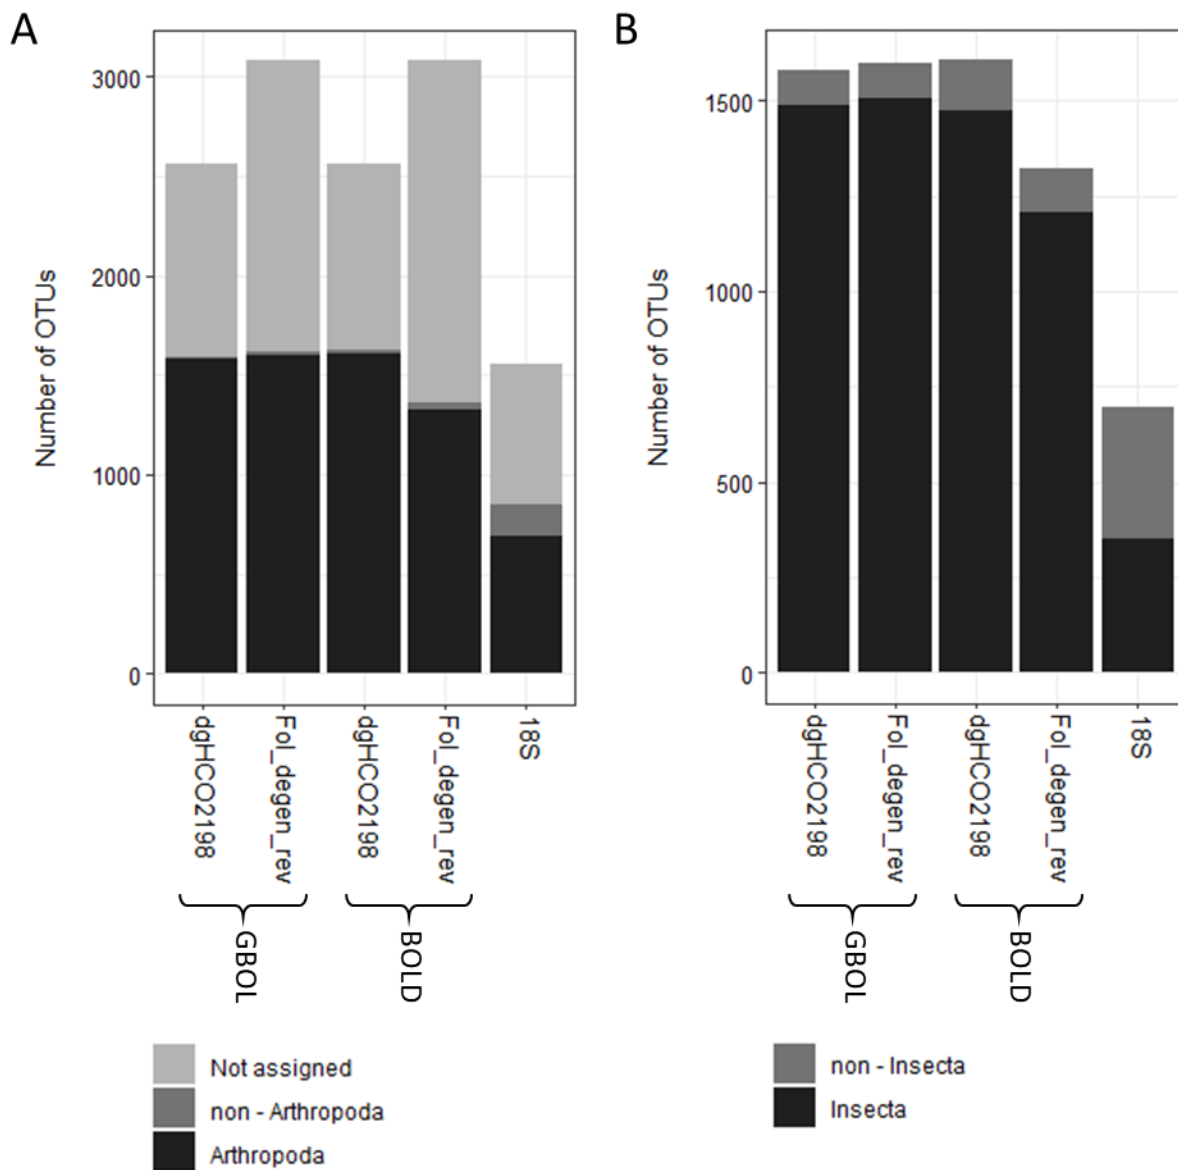 A
Number of OTUs
3000
2000
1000
0
dgHCO2198
Fol_degen_rev
dgHCO2198
Fol_degen_rev
18S
GBOL
BOLD
Not assigned
non - Arthropoda
Arthropoda
B
Number of OTUs
1500
1000
500
0
dgHCO2198
Fol_degen_rev
dgHCO2198
Fol_degen_rev
18S
GBOL
BOLD
non - Insecta
Insecta